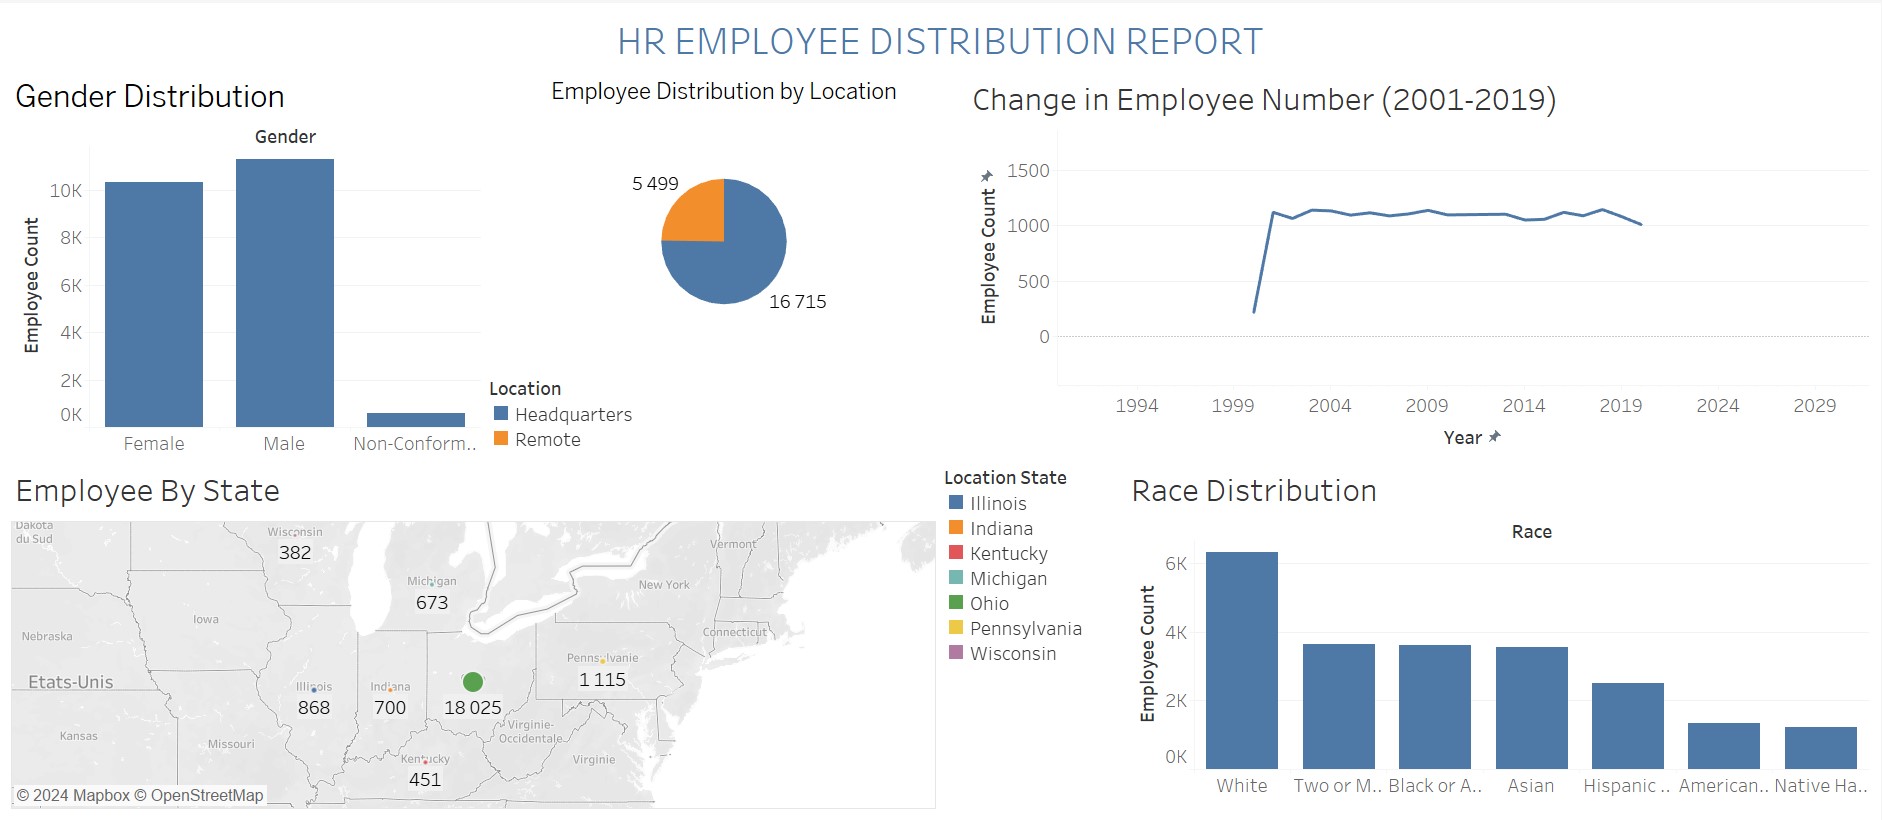 HR EMPLOYEE DISTRIBUTION REPORT
Gender Distribution
Gender
Employee Count
10K
8K
6K
4K
2K
0K
Female Male Non-Conform..
Employee Distribution by Location
5 499
16 715
Location
Headquarters
Remote
Change in Employee Number (2001-2019)
Employee Count
1500
1000
500
0
1994 1999 2004 2009 2014 2019 2024 2029
Year
Employee By State
Dakota
du Sud
Wisconsin
382
Michigan
673
Vermont
New York
Iowa
Connecticut
Nebraska
Pennsylvanie
1 115
Etats-Unis
Illinois
868
Indiana
700
18 025
Virginie-
Occidentale
Kansas
Missouri
Kentucky
451
Virginie
© 2024 Mapbox © OpenStreetMap
Location State
Illinois
Indiana
Kentucky
Michigan
Ohio
Pennsylvania
Wisconsin
Race Distribution
Race
Employee Count
6K
4K
2K
0K
White Two or M.. Black or A.. Asian Hispanic .. American.. Native Ha..